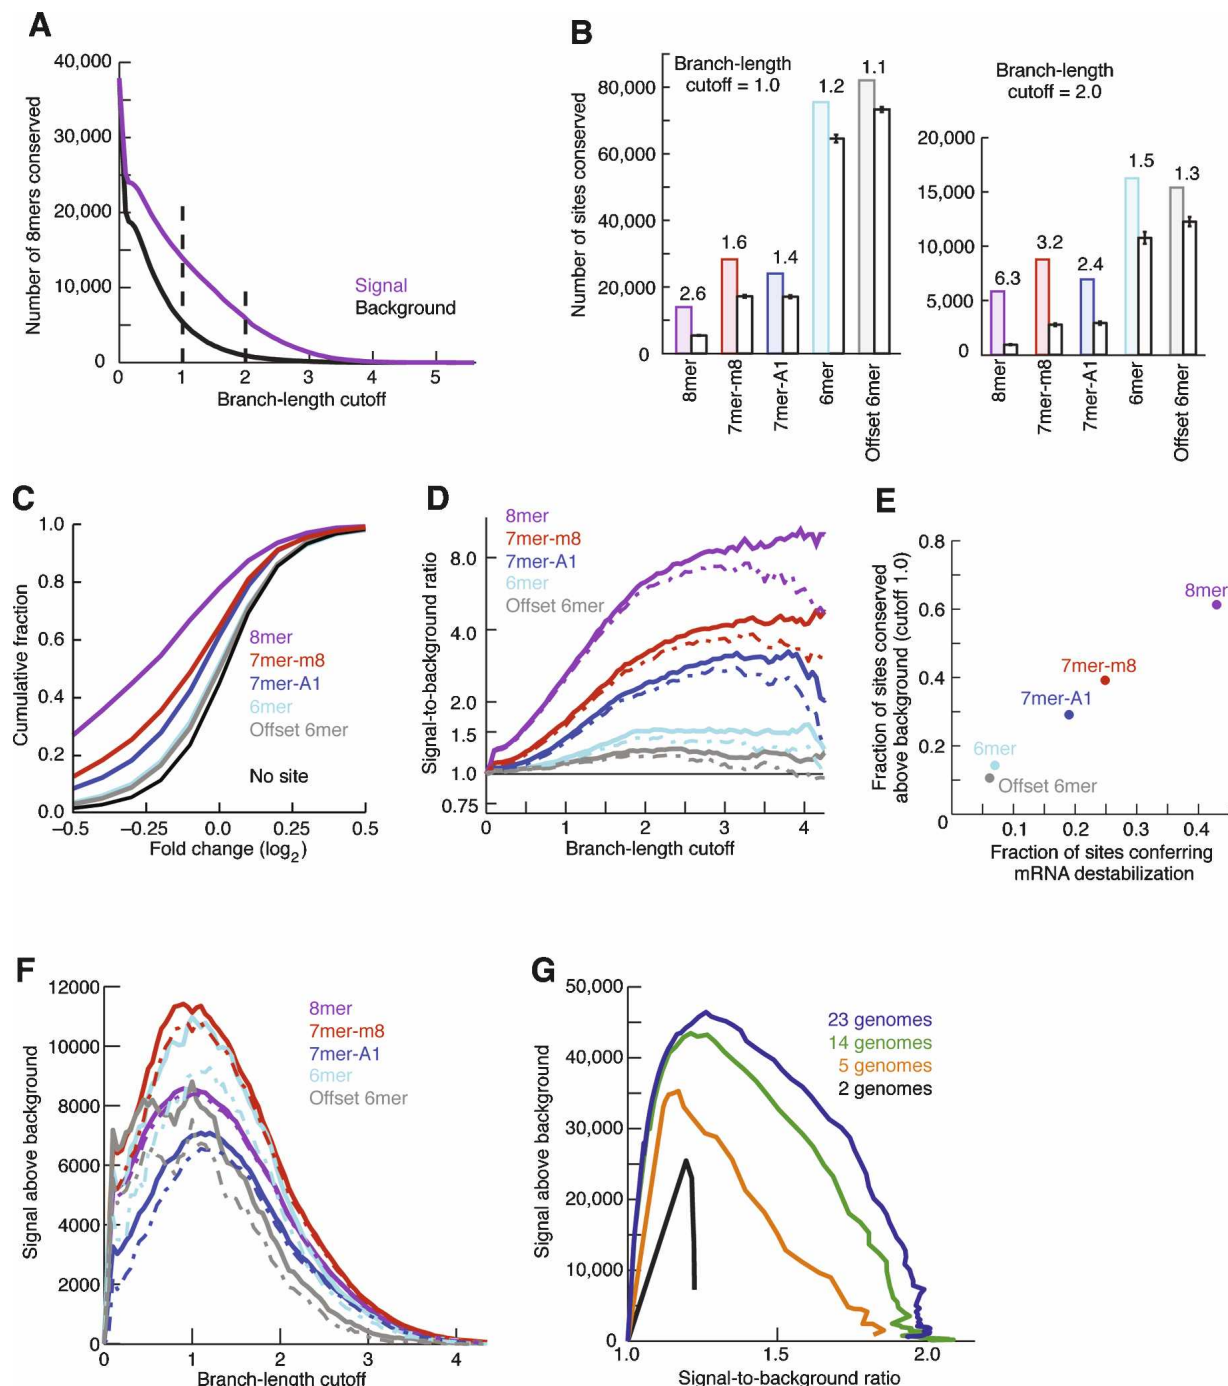 A
40,000
30,000
20,000
10,000
0
Number of 8mers conserved
Signal
Background
0 1 2 3 4 5
Branch-length cutoff
B
Branch-length
cutoff = 1.0
80,000
60,000
40,000
20,000
0
Number of sites conserved
2.6
1.6
1.4
1.2
1.1
8mer
7mer-m8
7mer-A1
6mer
Offset 6mer
Branch-length
cutoff = 2.0
20,000
15,000
10,000
5,000
0
6.3
3.2
2.4
1.5
1.3
8mer
7mer-m8
7mer-A1
6mer
Offset 6mer
C
1.0
0.8
0.6
0.4
0.2
0.0
Cumulative fraction
8mer
7mer-m8
7mer-A1
6mer
Offset 6mer
No site
−0.5 −0.25 0.0 0.25 0.5
Fold change (log2)
D
8mer
7mer-m8
7mer-A1
6mer
Offset 6mer
8.0
4.0
2.0
1.5
1.0
0.75
Signal-to-background ratio
0 1 2 3 4
Branch-length cutoff
E
0.8
0.6
0.4
0.2
0
Fraction of sites conserved
above background (cutoff 1.0)
8mer
7mer-m8
7mer-A1
6mer
Offset 6mer
0.1 0.2 0.3 0.4
Fraction of sites conferring
mRNA destabilization
F
12000
10000
8000
6000
4000
2000
0
Signal above background
8mer
7mer-m8
7mer-A1
6mer
Offset 6mer
0 1 2 3 4
Branch-length cutoff
G
50,000
40,000
30,000
20,000
10,000
0
Signal above background
23 genomes
14 genomes
5 genomes
2 genomes
1.0 1.5 2.0
Signal-to-background ratio